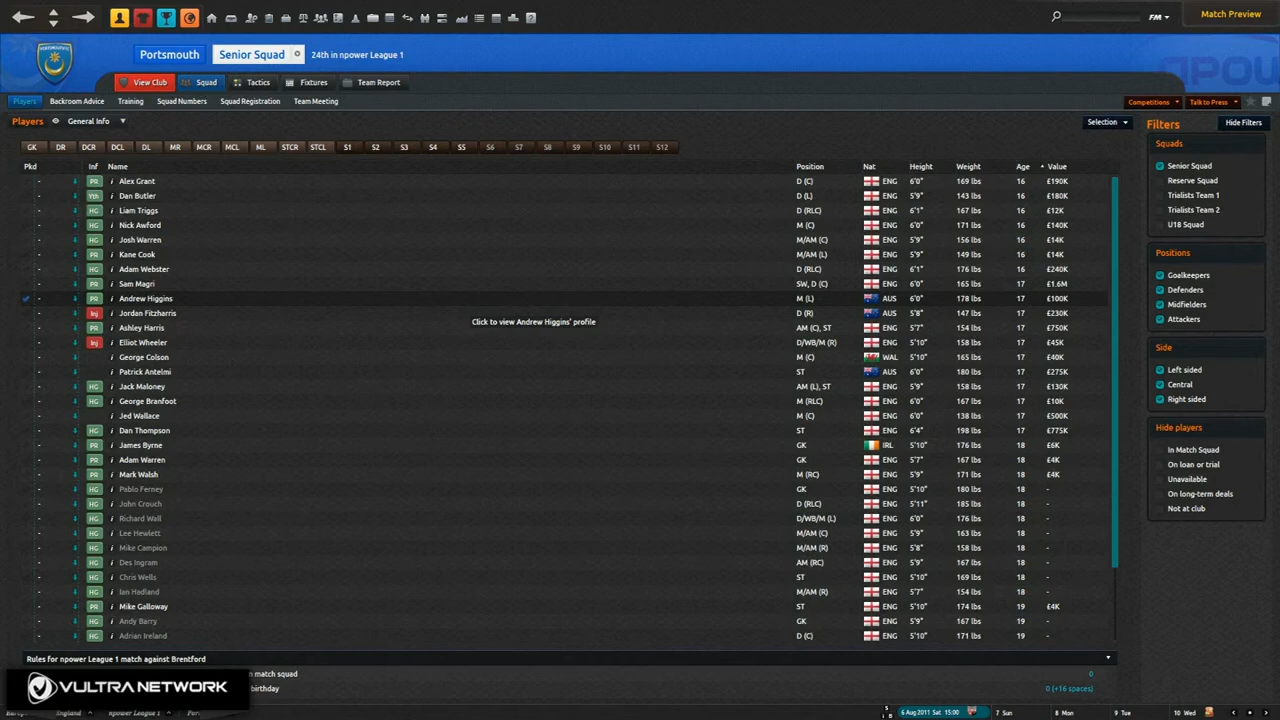 FM
Match Preview
PORTSMOUTH
Portsmouth Senior Squad 24th in npower League 1
View Club Squad Tactics Fixtures Team Report
Players Backroom Advice Training Squad Numbers Squad Registration Team Meeting Competitions Talk to Press
Players General Info Selection Filters Hide Filters
GK DR DCR DCL DL MR MCR MCL ML STCR STCL S1 S2 S3 S4 S5 S6 S7 S8 S9 S10 S11 S12
Pkd Inf Name Position Nat Height Weight Age Value
- PR i Alex Grant D (C) ENG 6'0" 169 lbs 16 £190K
- Yth i Dan Butler D (L) ENG 5'9" 143 lbs 16 £180K
- HG i Liam Triggs D (RLC) ENG 6'1" 167 lbs 16 £12K
- HG i Nick Awford M (C) ENG 6'0" 171 lbs 16 £140K
- HG i Josh Warren M/AM (C) ENG 5'9" 156 lbs 16 £14K
- PR i Kane Cook M/AM (L) ENG 5'9" 149 lbs 16 £14K
- HG i Adam Webster D (RLC) ENG 6'1" 176 lbs 16 £240K
- PR i Sam Magri SW, D (C) ENG 6'0" 165 lbs 17 £1.6M
- PR i Andrew Higgins M (L) AUS 6'0" 178 lbs 17 £100K
- Inj i Jordan Fitzharris D (R) AUS 5'8" 147 lbs 17 £230K
Click to view Andrew Higgins' profile
- PR i Ashley Harris AM (C), ST ENG 5'7" 154 lbs 17 £750K
- Inj i Elliot Wheeler D/WB/M (R) ENG 5'10" 158 lbs 17 £45K
- i George Colson M (C) WAL 5'10" 165 lbs 17 £40K
- i Patrick Antelmi ST AUS 6'0" 180 lbs 17 £275K
- HG i Jack Maloney AM (L), ST ENG 5'9" 158 lbs 17 £130K
- HG i George Branfoot M (RLC) ENG 6'0" 167 lbs 17 £10K
- i Jed Wallace M (C) ENG 6'0" 138 lbs 17 £500K
- HG i Dan Thompson ST ENG 6'4" 198 lbs 17 £775K
- PR i James Byrne GK IRL 5'10" 176 lbs 18 £6K
- HG i Adam Warren GK ENG 5'7" 167 lbs 18 £4K
- PR i Mark Walsh M (RC) ENG 5'9" 171 lbs 18 £4K
- HG i Pablo Ferney GK ENG 5'10" 180 lbs 18 -
- HG i John Crouch D (RLC) ENG 5'11" 185 lbs 18 -
- HG i Richard Wall D/WB/M (L) ENG 6'0" 176 lbs 18 -
- HG i Lee Hewlett M/AM (C) ENG 5'9" 163 lbs 18 -
- HG i Mike Campion M/AM (R) ENG 5'8" 158 lbs 18 -
- HG i Des Ingram AM (RC) ENG 5'9" 167 lbs 18 -
- HG i Chris Wells ST ENG 5'10" 169 lbs 18 -
- HG i Ian Hadland M/AM (R) ENG 5'7" 154 lbs 18 -
- PR i Mike Galloway ST ENG 5'10" 174 lbs 19 £4K
- HG i Andy Barry GK ENG 5'9" 167 lbs 19 -
- HG i Adrian Ireland D (C) ENG 5'10" 171 lbs 19 -
Squads
Senior Squad
Reserve Squad
Trialists Team 1
Trialists Team 2
U18 Squad
Positions
Goalkeepers
Defenders
Midfielders
Attackers
Side
Left sided
Central
Right sided
Hide players
In Match Squad
On loan or trial
Unavailable
On long-term deals
Not at club
Rules for npower League 1 match against Brentford
n match squad 0
birthday 0 (+16 spaces)
VULTRA NETWORK
England npower League 1 6 Aug 2011 Sat 15:00 7 Sun 8 Mon 9 Tue 10 Wed